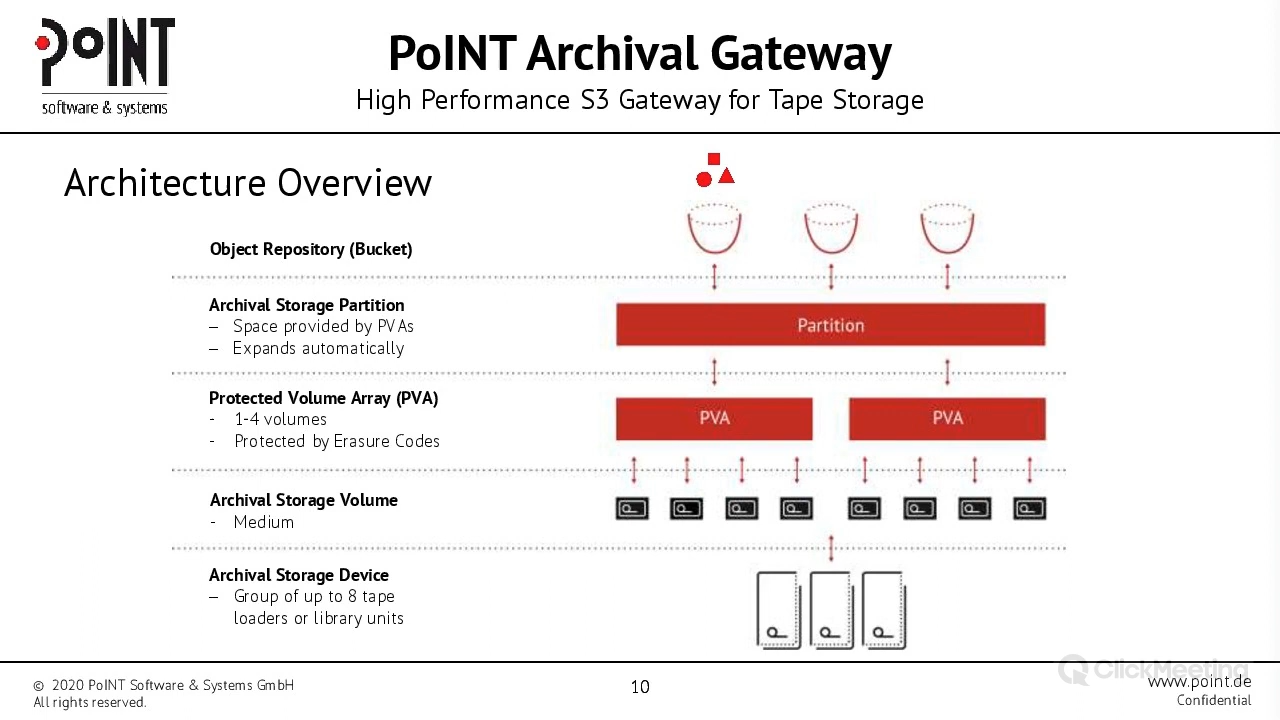 PoINT
software & systems
PoINT Archival Gateway
High Performance S3 Gateway for Tape Storage
Architecture Overview
Object Repository (Bucket)
Archival Storage Partition
– Space provided by PVAs
– Expands automatically
Partition
Protected Volume Array (PVA)
- 1-4 volumes
- Protected by Erasure Codes
PVA
PVA
Archival Storage Volume
- Medium
Archival Storage Device
– Group of up to 8 tape
loaders or library units
© 2020 PoINT Software & Systems GmbH
All rights reserved.
10
ClickMeeting
www.point.de
Confidential